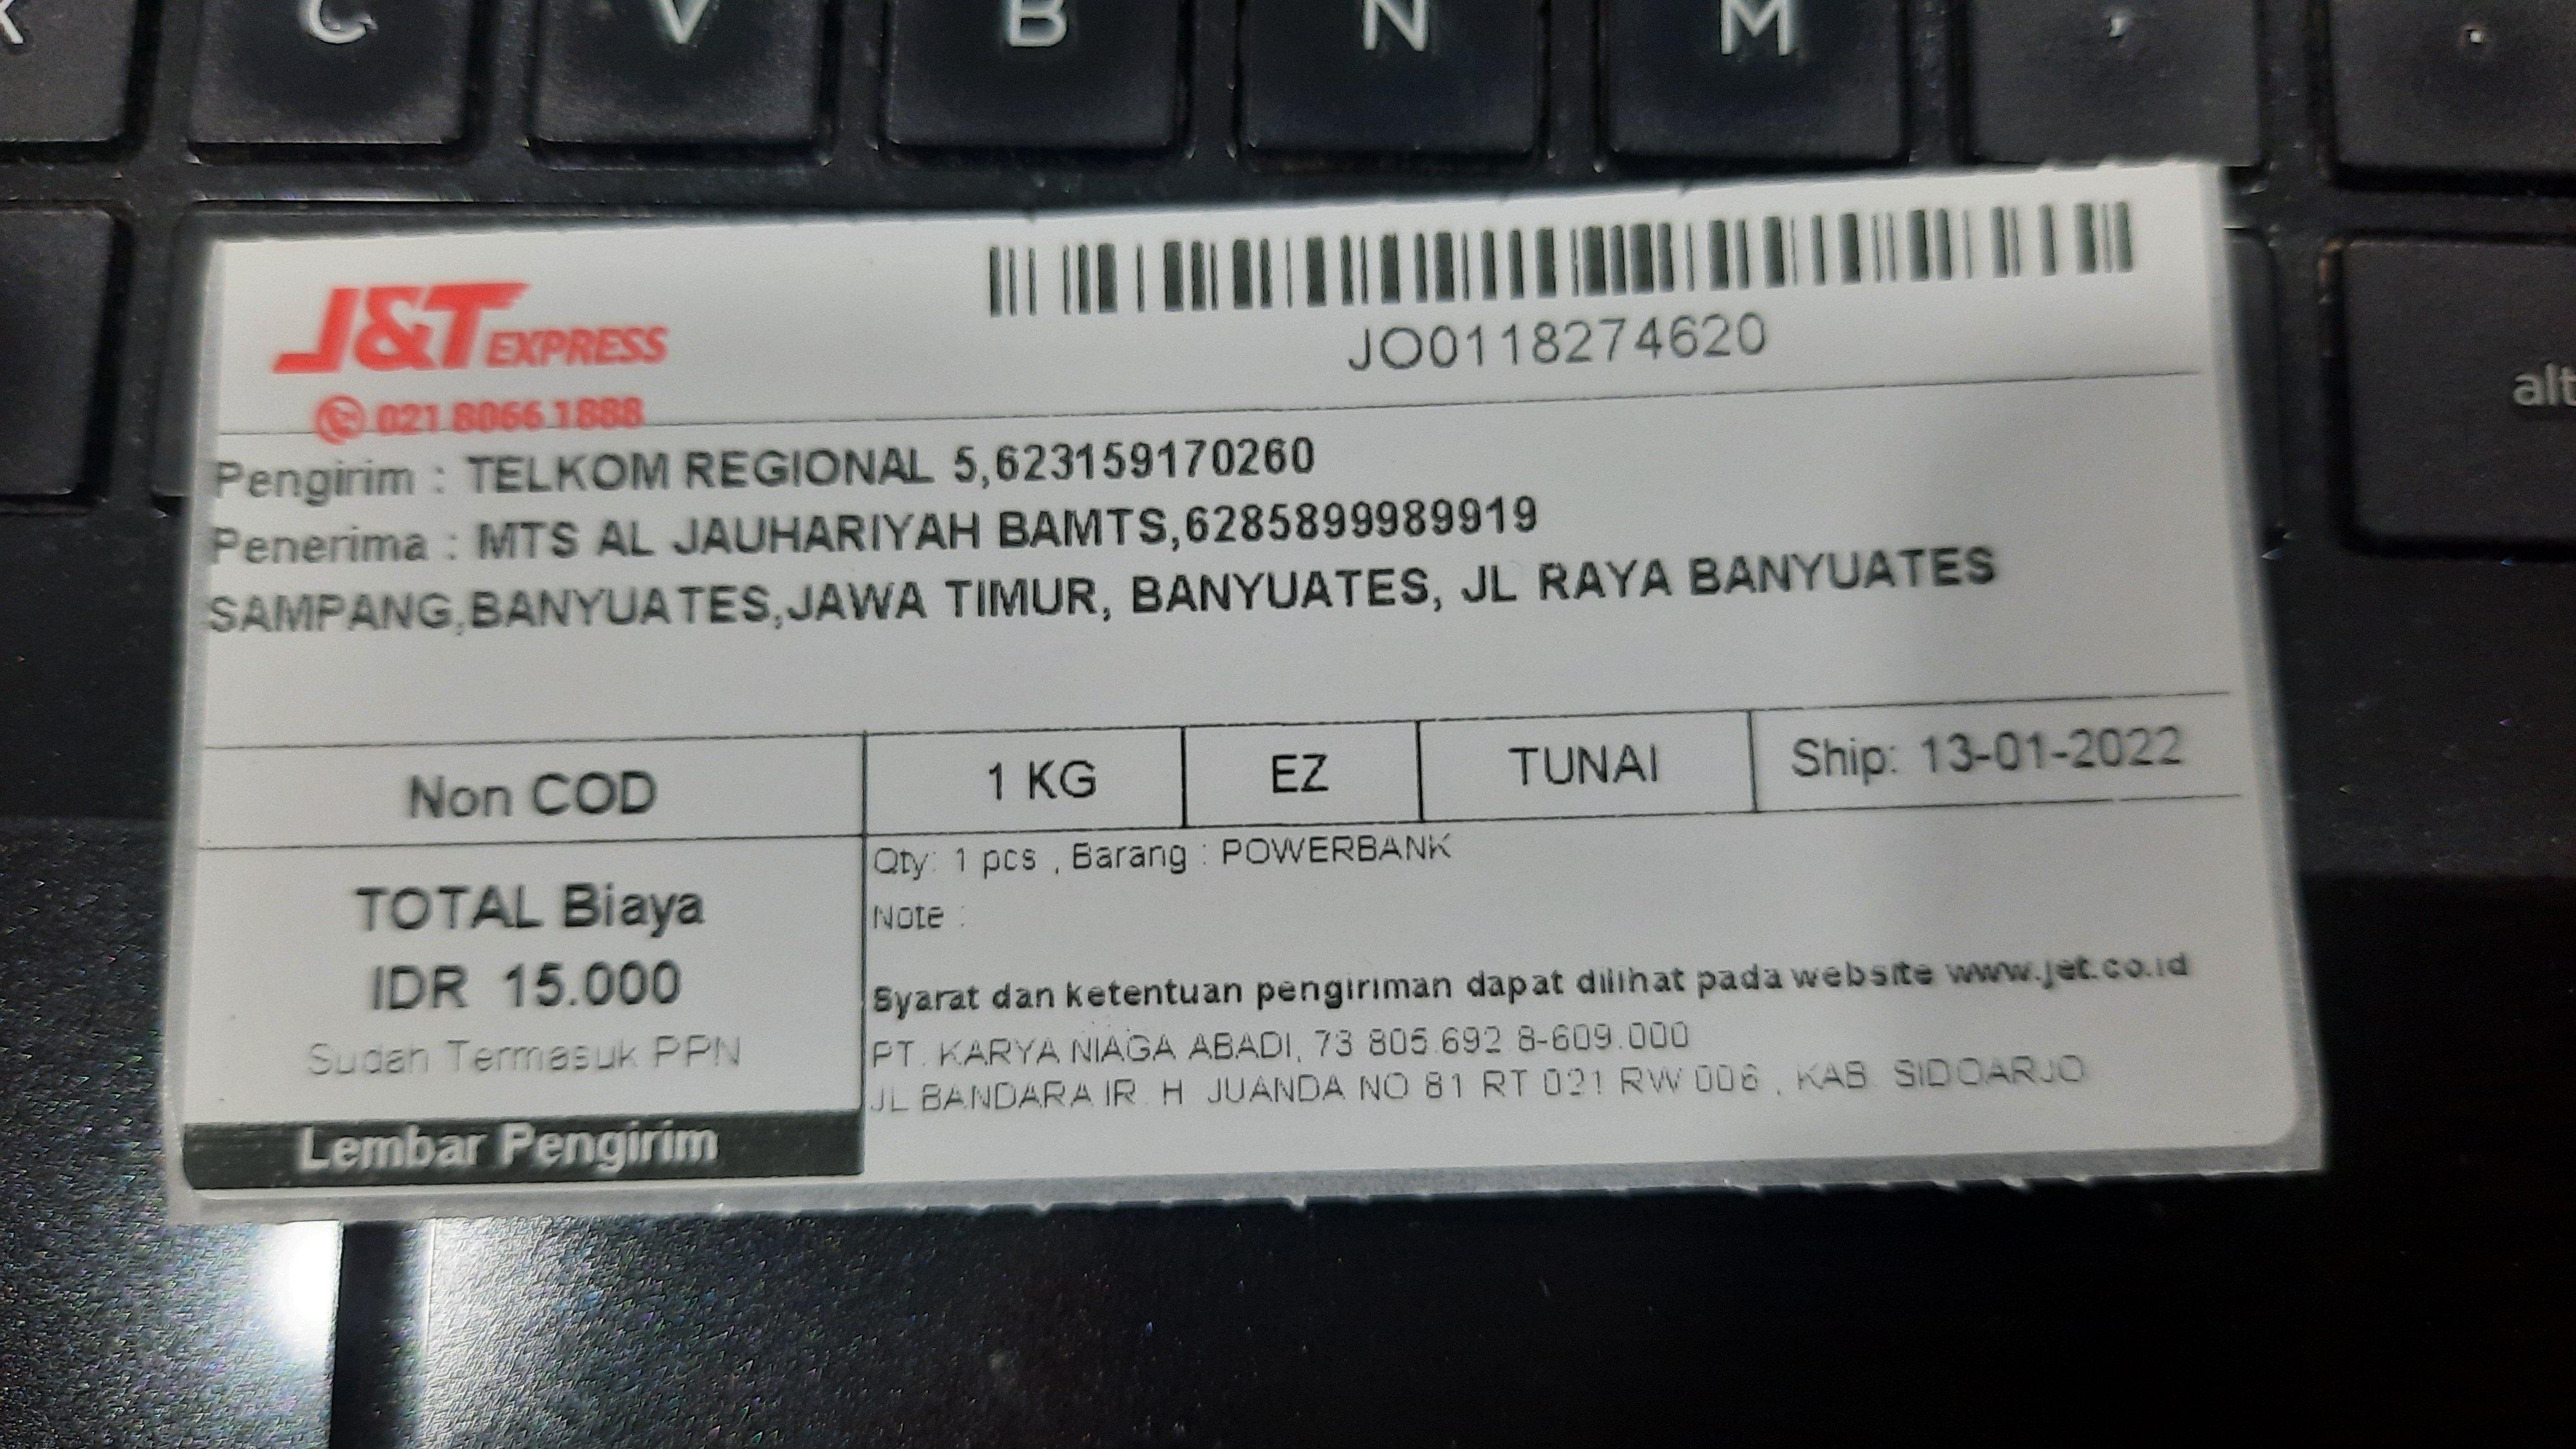 J&T EXPRESS
021 8066 1888
JO0118274620
Pengirim : TELKOM REGIONAL 5,623159170260
Penerima : MTS AL JAUHARIYAH BAMTS,6285899989919
SAMPANG,BANYUATES,JAWA TIMUR, BANYUATES, JL RAYA BANYUATES
Non COD
1 KG
EZ
TUNAI
Ship: 13-01-2022
TOTAL Biaya
IDR 15.000
Sudah Termasuk PPN
Lembar Pengirim
Qty: 1 pcs , Barang : POWERBANK
Note :
Syarat dan ketentuan pengiriman dapat dilihat pada website www.jet.co.id
PT. KARYA NIAGA ABADI, 73.805.692.8-609.000
JL BANDARA IR. H JUANDA NO 81 RT 021 RW 006 , KAB. SIDOARJO
C
V
B
N
M
,
.
alt